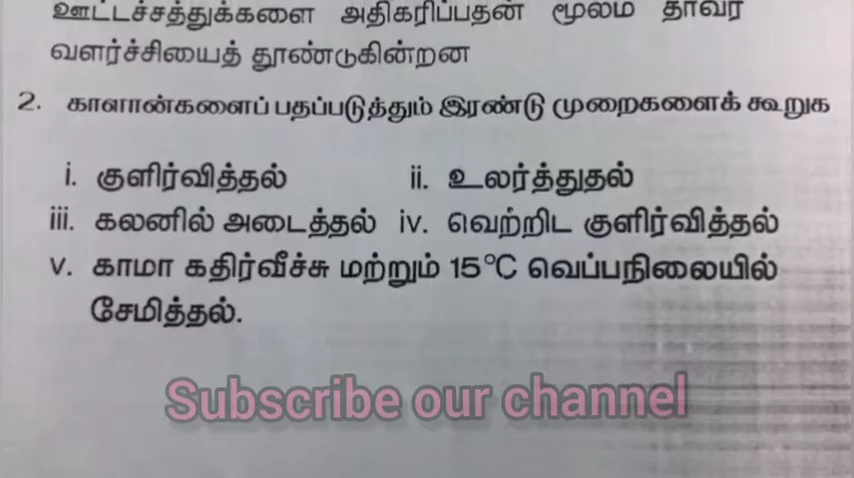 ஊட்டச்சத்துக்களை அதிகரிப்பதன் மூலம் தாவர
வளர்ச்சியைத் தூண்டுகின்றன
2. காளான்களைப் பதப்படுத்தும் இரண்டு முறைகளைக் கூறுக
i. குளிர்வித்தல் ii. உலர்த்துதல்
iii. கலனில் அடைத்தல் iv. வெற்றிட குளிர்வித்தல்
v. காமா கதிர்வீச்சு மற்றும் 15°C வெப்பநிலையில்
சேமித்தல்.
Subscribe our channel